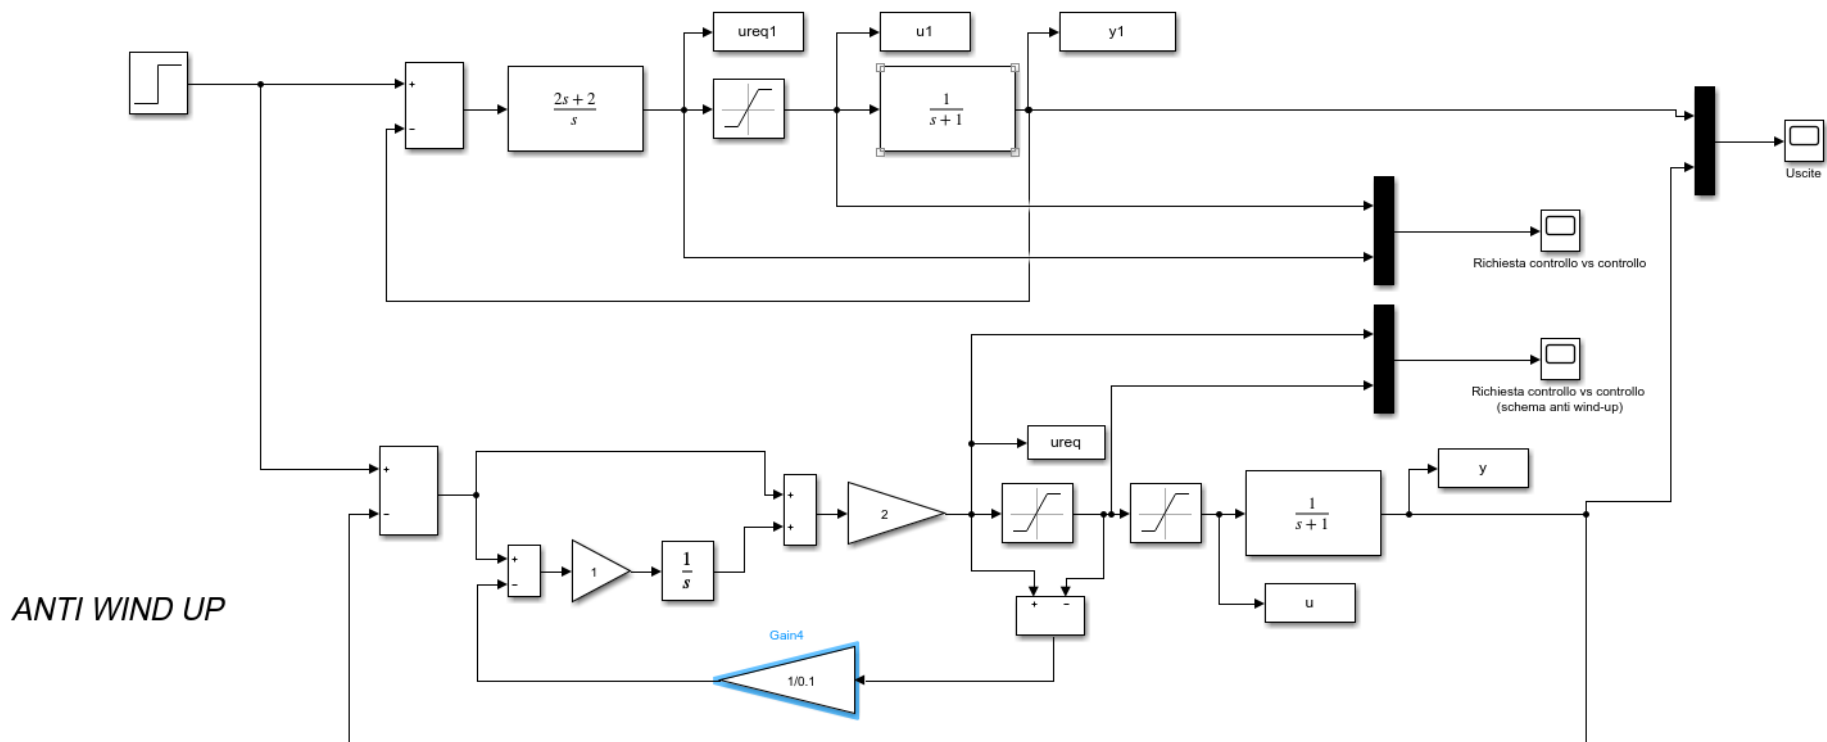 ureq1
u1
y1
+
−
2s + 2
s
1
s + 1
Uscite
Richiesta controllo vs controllo
Richiesta controllo vs controllo
(schema anti wind-up)
ureq
y
+
−
+
+
2
1
s + 1
+
−
1
1
s
+ −
u
ANTI WIND UP
Gain4
1/0.1